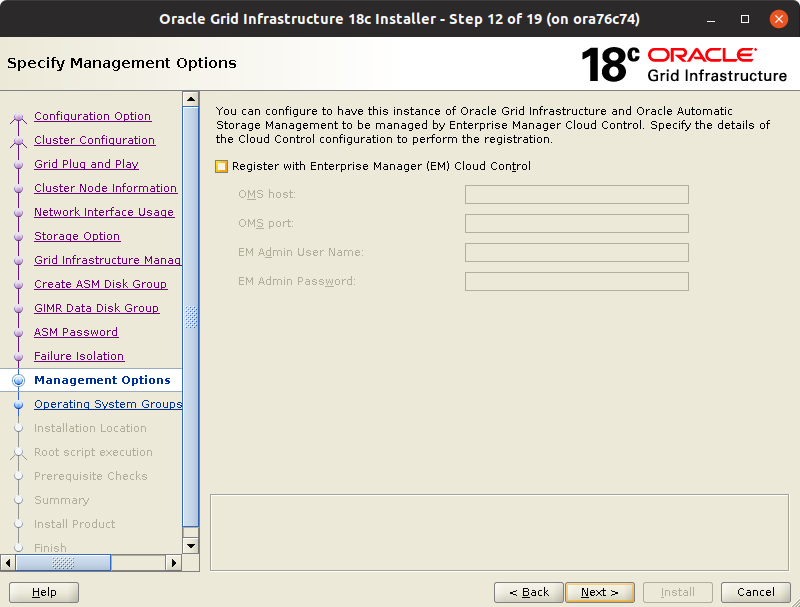 Oracle Grid Infrastructure 18c Installer - Step 12 of 19 (on ora76c74)
Specify Management Options
18c ORACLE
Grid Infrastructure
Configuration Option
Cluster Configuration
Grid Plug and Play
Cluster Node Information
Network Interface Usage
Storage Option
Grid Infrastructure Manag
Create ASM Disk Group
GIMR Data Disk Group
ASM Password
Failure Isolation
Management Options
Operating System Groups
Installation Location
Root script execution
Prerequisite Checks
Summary
Install Product
Finish
You can configure to have this instance of Oracle Grid Infrastructure and Oracle Automatic
Storage Management to be managed by Enterprise Manager Cloud Control. Specify the details of
the Cloud Control configuration to perform the registration.
Register with Enterprise Manager (EM) Cloud Control
OMS host:
OMS port:
EM Admin User Name:
EM Admin Password:
Help
< Back
Next >
Install
Cancel